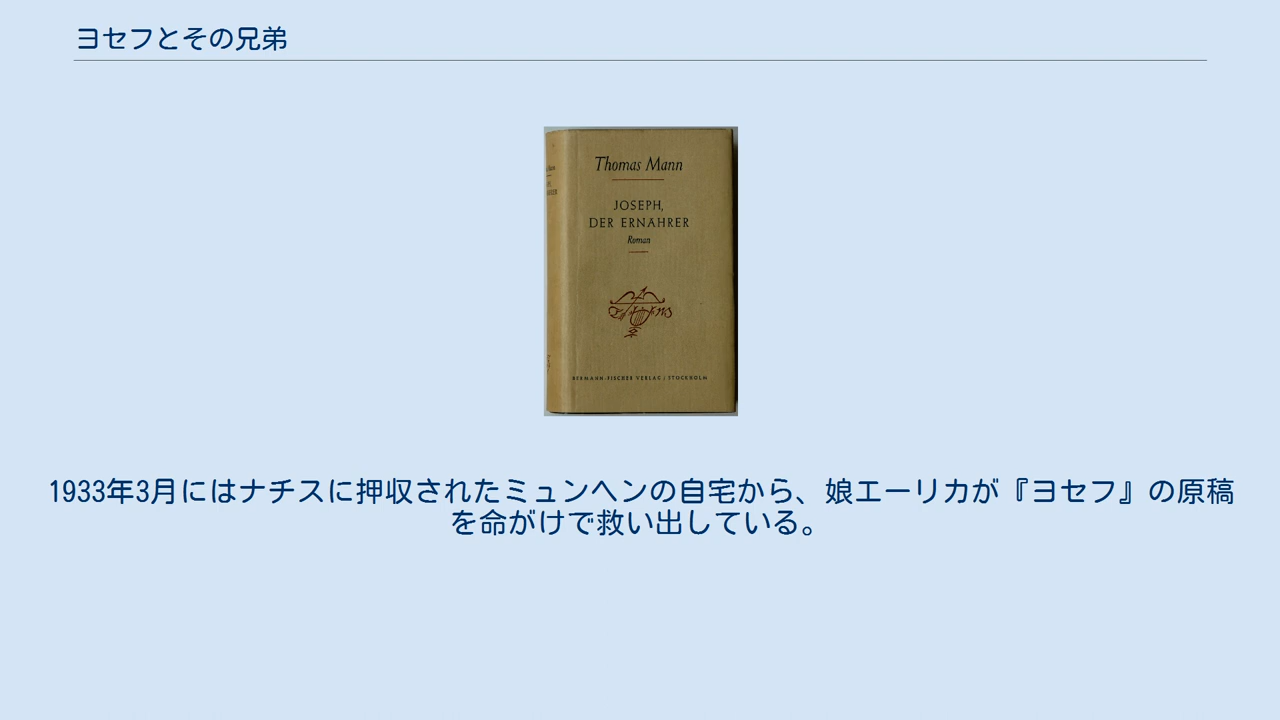 ヨセフとその兄弟
Thomas Mann
JOSEPH,
DER ERNÄHRER
Roman
BERMANN-FISCHER VERLAG / STOCKHOLM
1933年3月にはナチスに押収されたミュンヘンの自宅から、娘エーリカが『ヨセフ』の原稿
を命がけで救い出している。